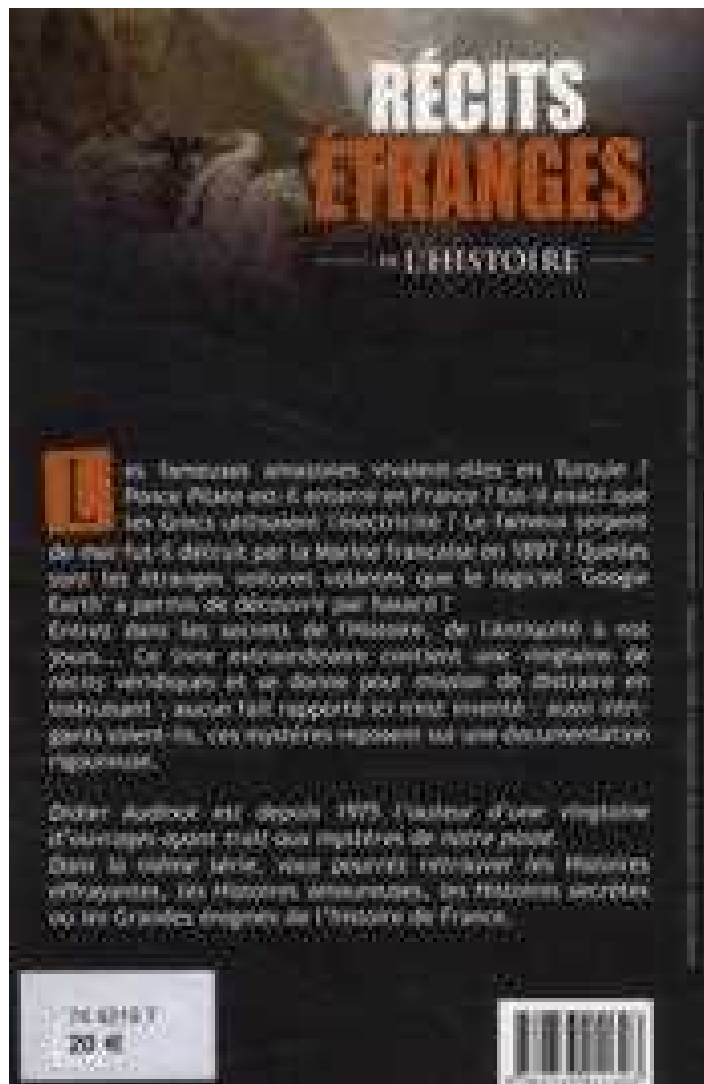 RÉCITS
ÉTRANGES
DE L'HISTOIRE
Les fameuses amazones vivaient-elles en Turquie ?
Ponce Pilate est-il enterré en France ? Est-il exact que
les Grecs utilisaient l'électricité ? Le fameux serpent
de mer fut-il détruit par la Marine française en 1897 ? Quelles
sont les étranges voitures volantes que le logiciel "Google
Earth" a permis de découvrir par hasard ?
Entrez dans les secrets de l'Histoire, de l'Antiquité à nos
jours... Ce livre extraordinaire contient une vingtaine de
récits véridiques et se donne pour mission de distraire en
instruisant ; aucun fait rapporté ici n'est inventé : aussi intri-
gants soient-ils, ces mystères reposent sur une documentation
rigoureuse.
Didier Audinot est depuis 1975 l'auteur d'une vingtaine
d'ouvrages ayant trait aux mystères de notre passé.
Dans la même série, vous pourrez retrouver les Histoires
effrayantes, les Histoires amoureuses, les Histoires secrètes
ou les Grandes énigmes de l'histoire de France.
20 €